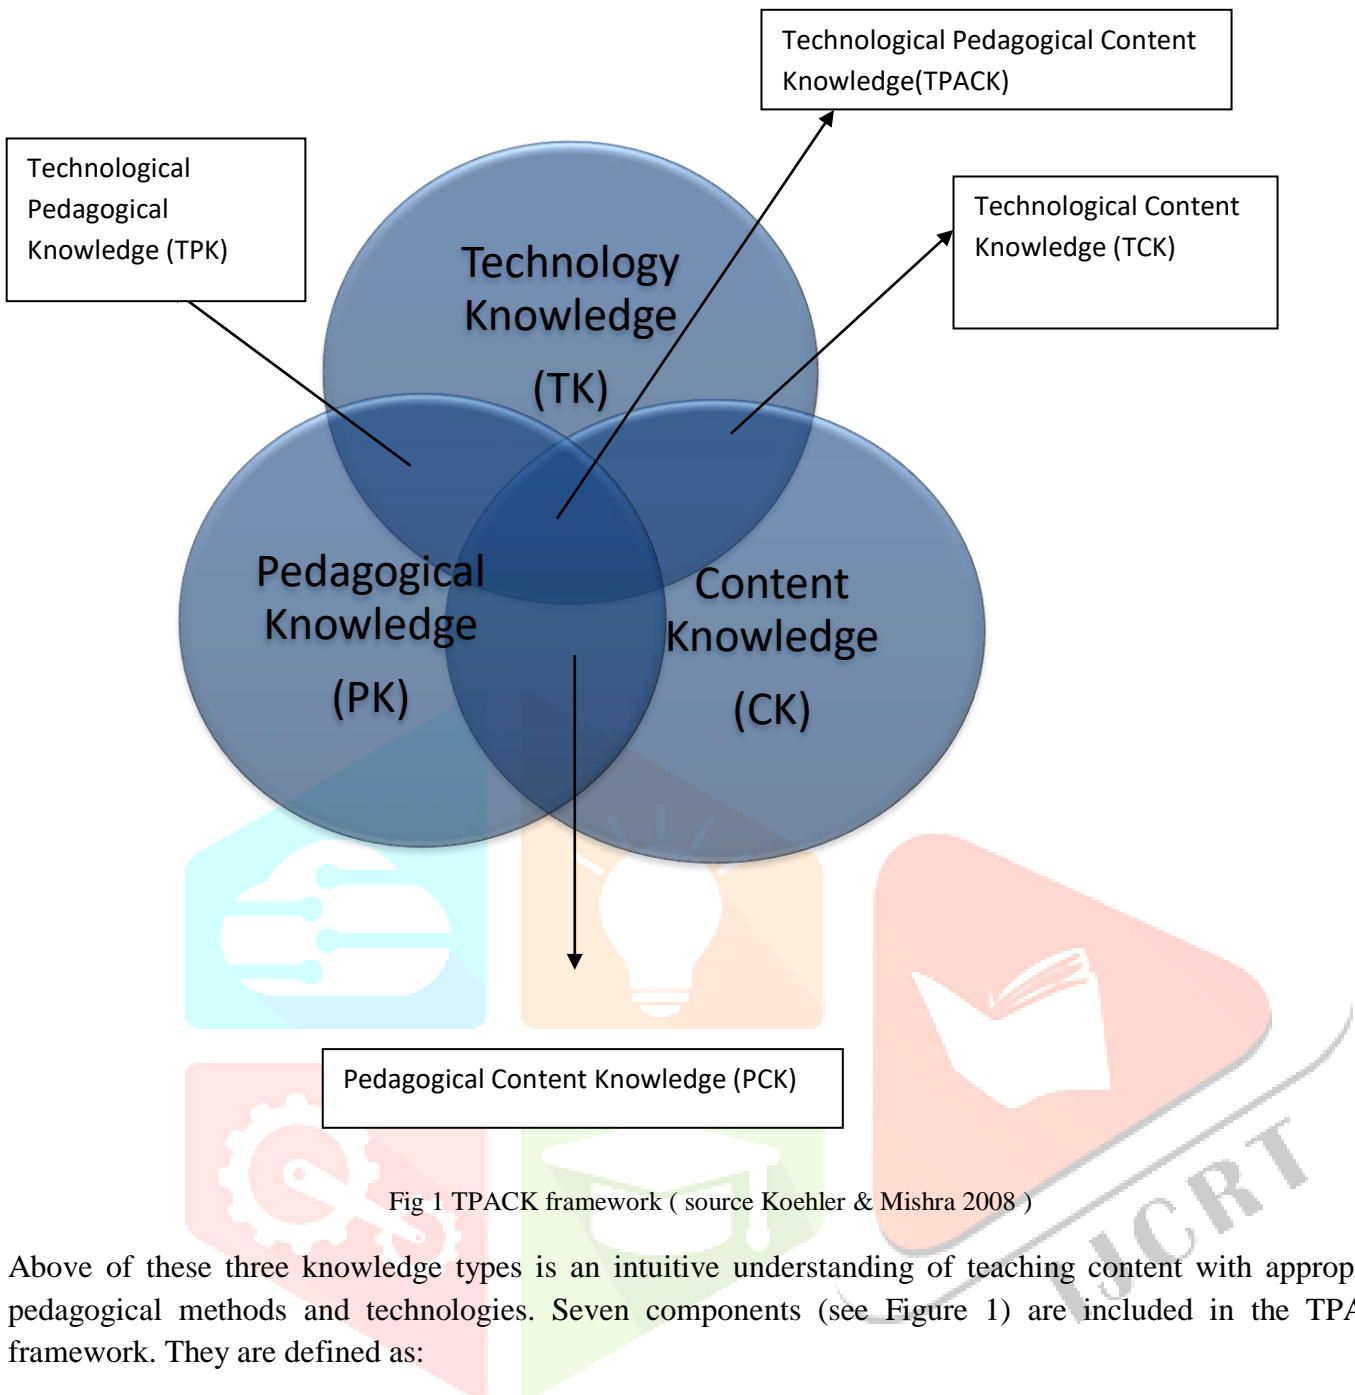 Technological Pedagogical Content
Knowledge(TPACK)
Technological
Pedagogical
Knowledge (TPK)
Technological Content
Knowledge (TCK)
Technology
Knowledge
(TK)
Pedagogical
Knowledge
(PK)
Content
Knowledge
(CK)
Pedagogical Content Knowledge (PCK)
Fig 1 TPACK framework ( source Koehler & Mishra 2008 )
IJCRT
Above of these three knowledge types is an intuitive understanding of teaching content with approp
pedagogical methods and technologies. Seven components (see Figure 1) are included in the TPA
framework. They are defined as: